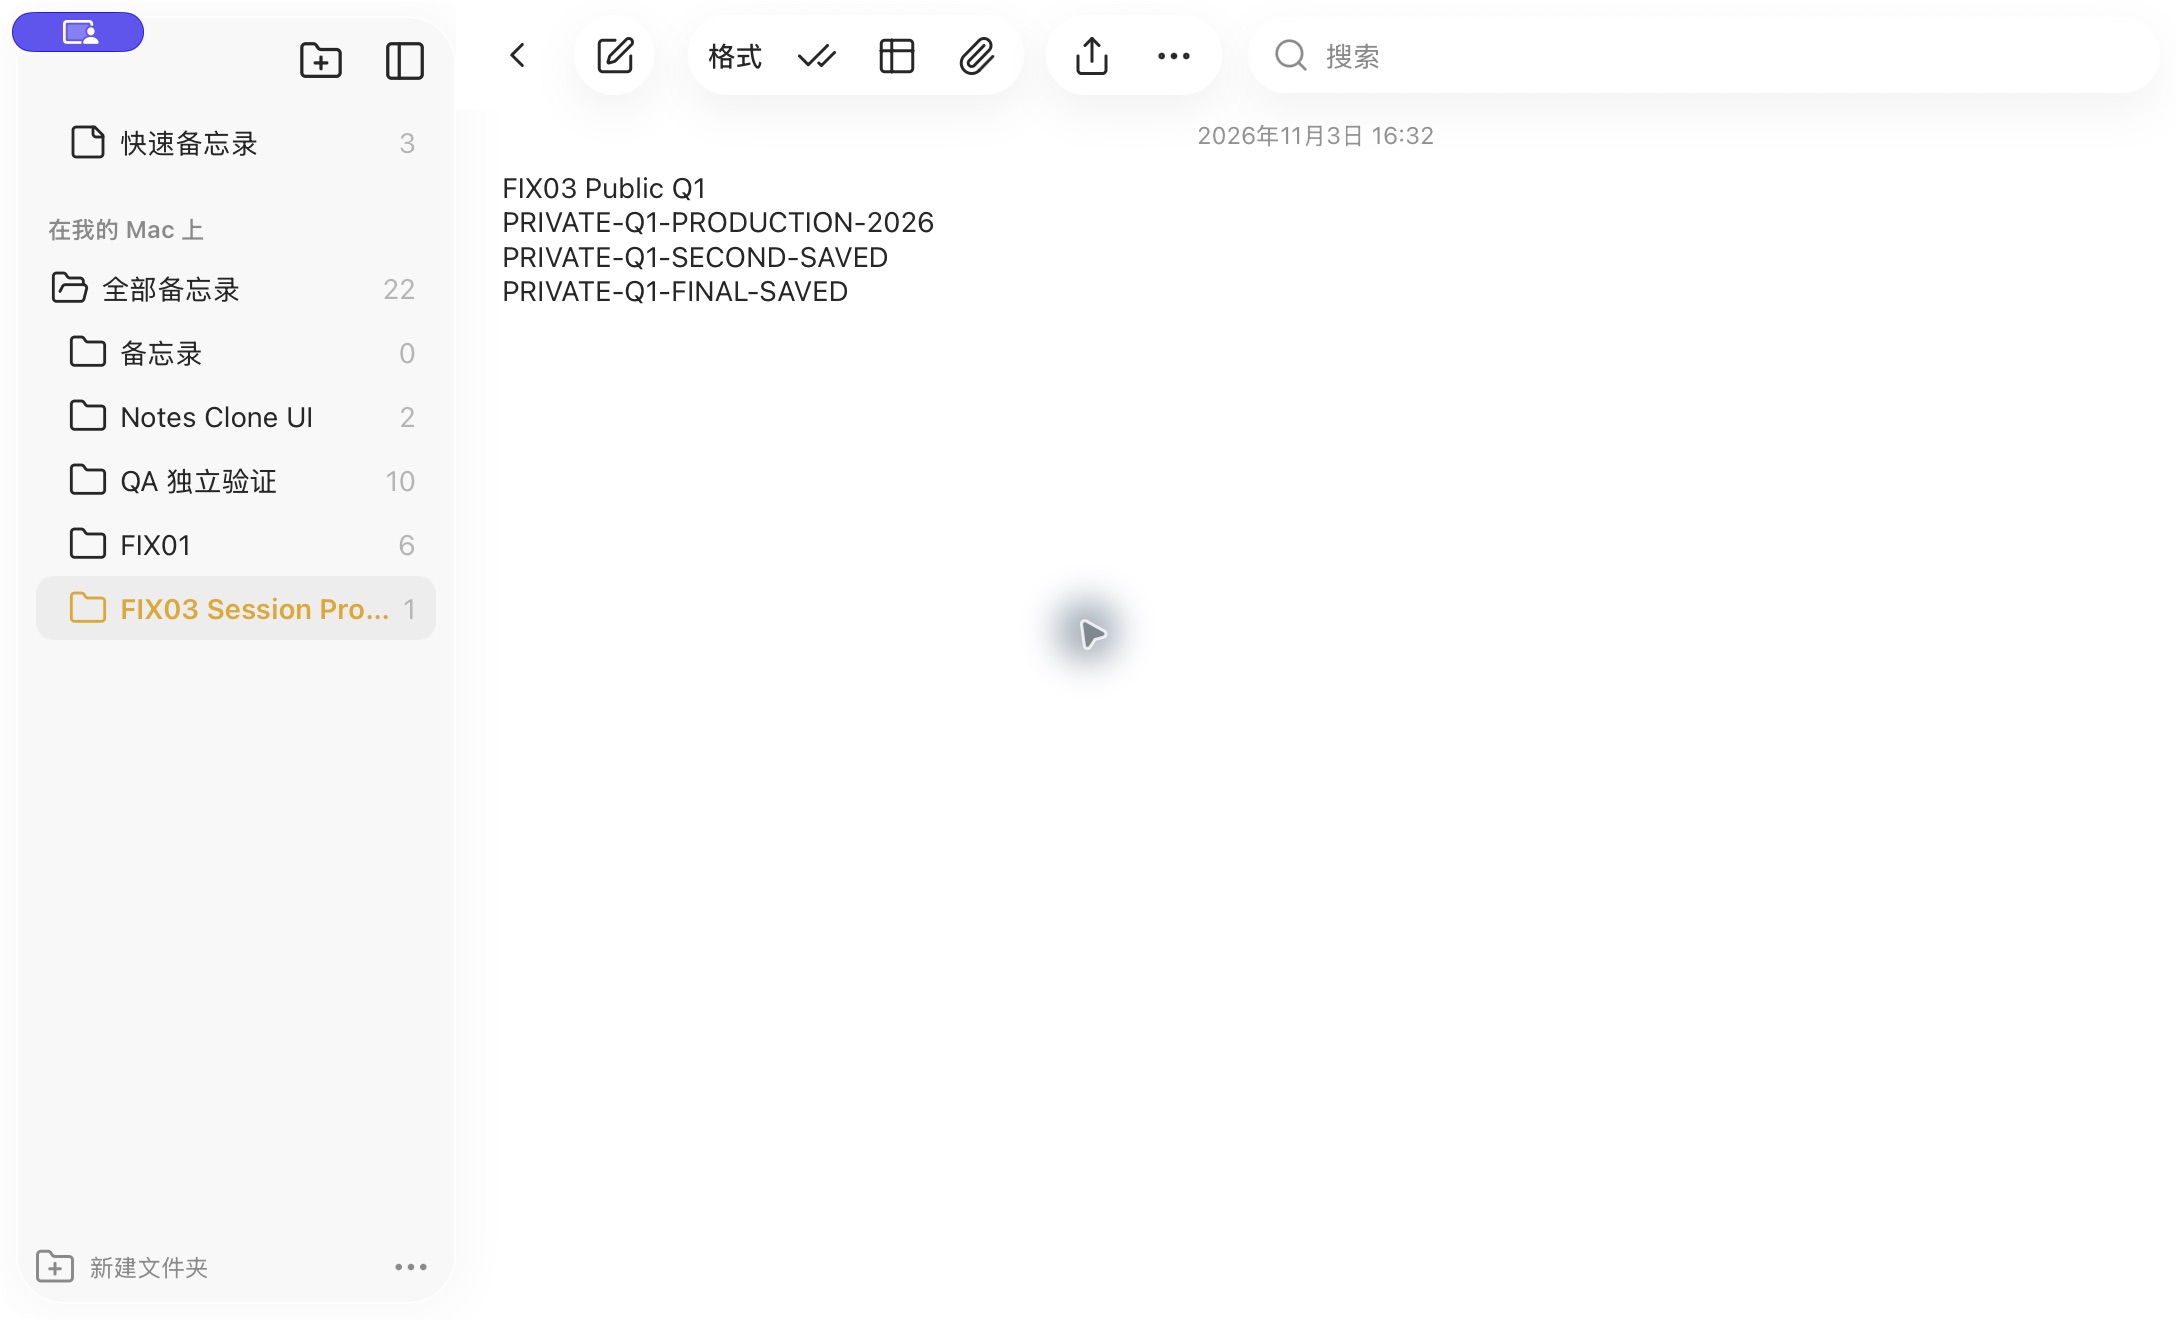 快速备忘录 3
在我的 Mac 上
全部备忘录 22
备忘录 0
Notes Clone UI 2
QA 独立验证 10
FIX01 6
FIX03 Session Pro... 1
新建文件夹
格式
搜索
2026年11月3日 16:32
FIX03 Public Q1
PRIVATE-Q1-PRODUCTION-2026
PRIVATE-Q1-SECOND-SAVED
PRIVATE-Q1-FINAL-SAVED